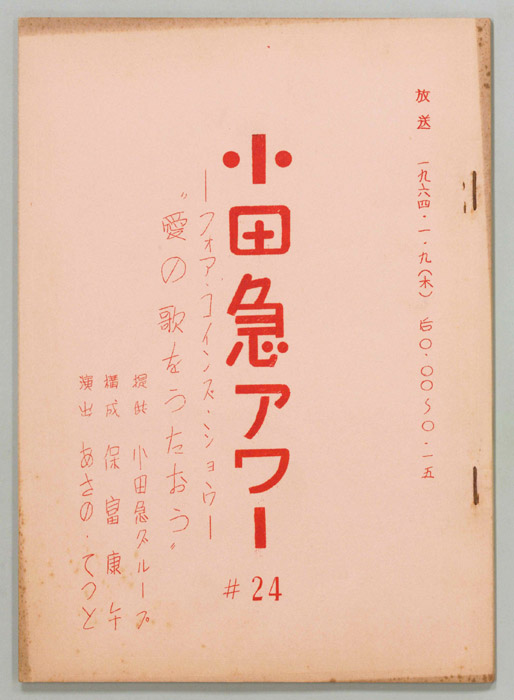 放送 一九六四・一・九(木) 后〇・〇〇~〇・一五
小田急アワー
#24
―フォア・コインズ・ショウ―
"愛の歌をうたおう"
提供 小田急グループ
構成 保富康午
演出 あさの・てつと